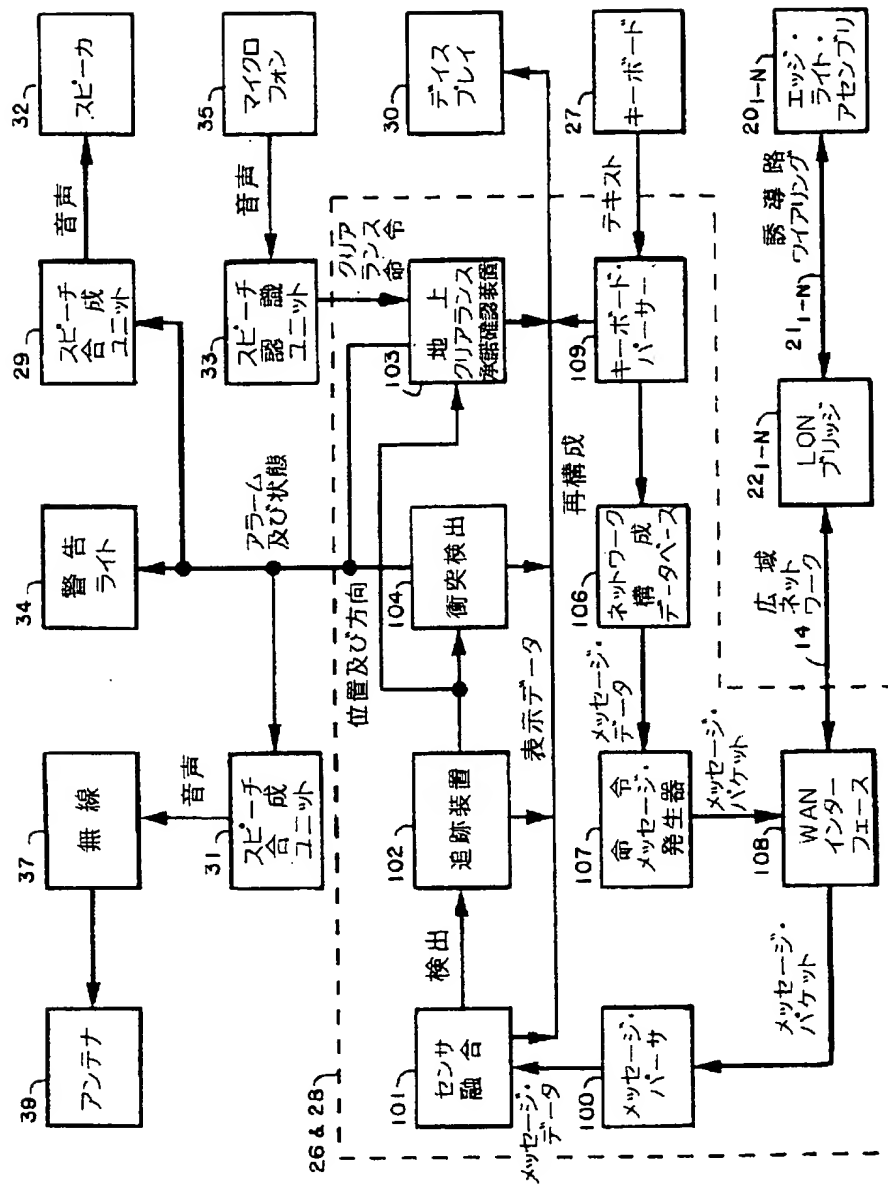 39
アンテナ
37
無線
34
警告
ライト
29
スピーチ
合成
ユニット
32
スピーカ
音声
音声
31
スピーチ
合成
ユニット
アラーム
及び状態
33
スピーチ
認識
ユニット
音声
35
マイクロ
フォン
26 & 28
クリア
ランス命令
101
センサ
融合
検出
102
追跡装置
位置及び方向
104
衝突検出
103
地上
クリアランス
承諾確認装置
30
ディス
プレイ
表示データ
メッセージ・
データ
100
メッセージ
パーサ
107
命令
メッセージ・
発生器
メッセージ・
データ
106
ネットワーク
構成
データベース
再構成
109
キーボード・
パーサー
テキスト
27
キーボード
メッセージ・
パケット
メッセージ・
パケット
108
WAN
インター
フェース
14
広域
ネット
ワーク
22 1-N
LON
ブリッジ
21 1-N
誘導路
ワイアリング
20 1-N
エッジ・
ライト・
アセンブリ